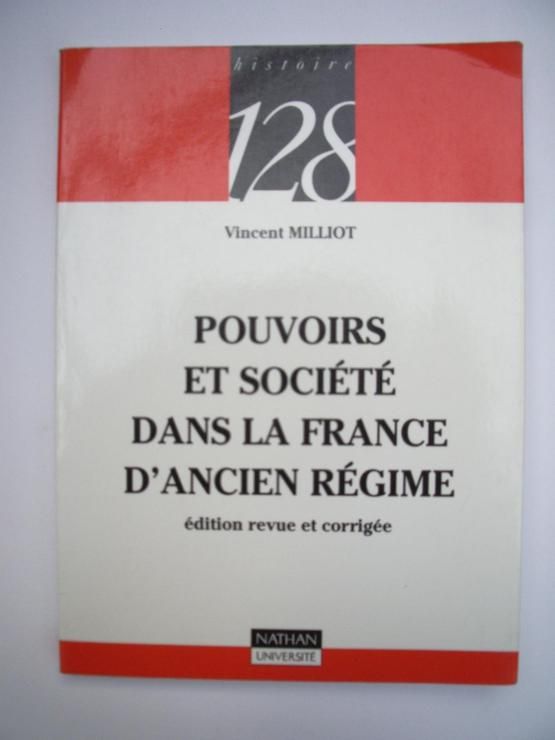 histoire
128
Vincent MILLIOT
POUVOIRS
ET SOCIÉTÉ
DANS LA FRANCE
D'ANCIEN RÉGIME
édition revue et corrigée
NATHAN
UNIVERSITÉ